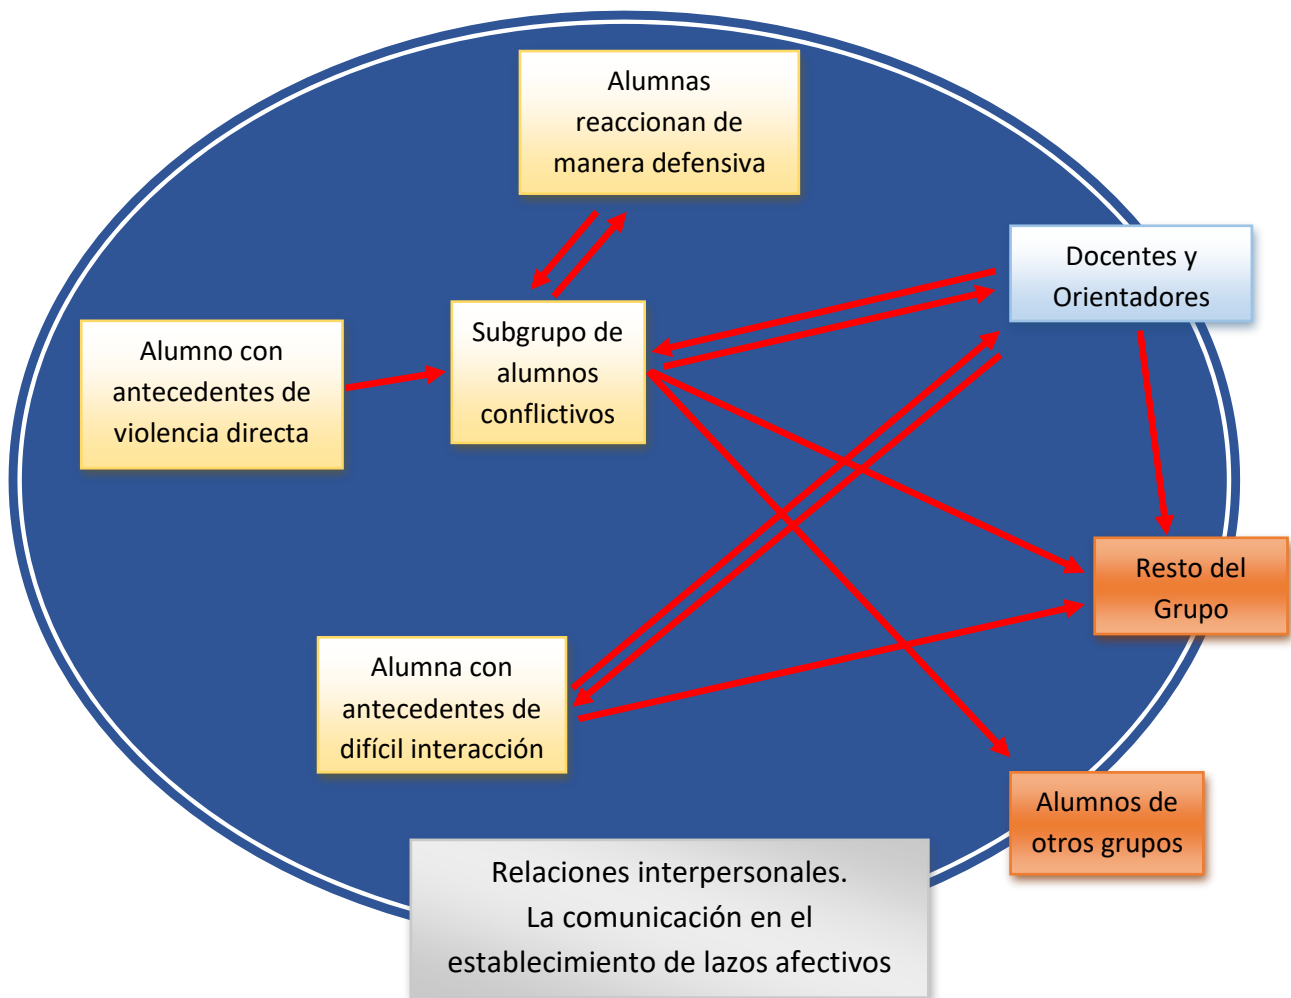 Alumnas
reaccionan de
manera defensiva
Docentes y
Orientadores
Subgrupo de
alumnos
conflictivos
Alumno con
antecedentes de
violencia directa
Resto del
Grupo
Alumna con
antecedentes de
difícil interacción
Alumnos de
otros grupos
Relaciones interpersonales.
La comunicación en el
establecimiento de lazos afectivos